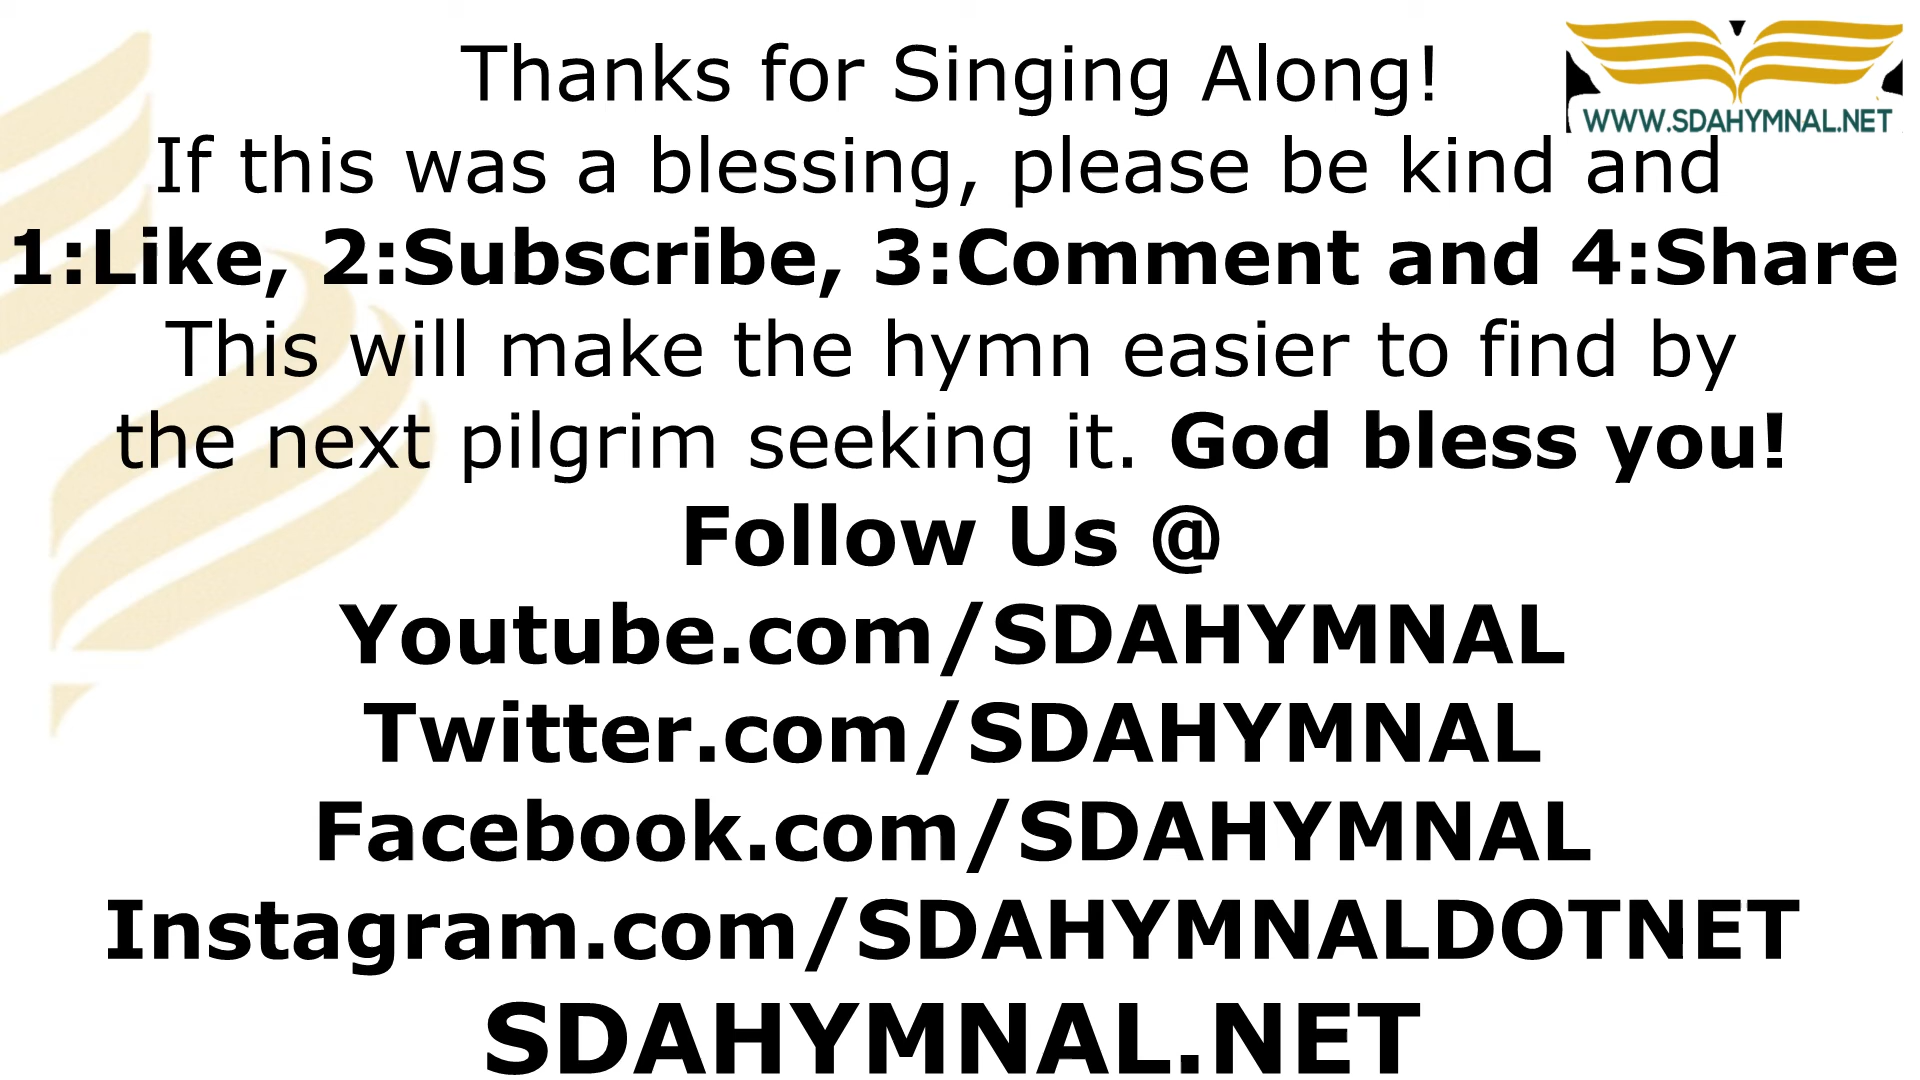 Thanks for Singing Along!
WWW.SDAHYMNAL.NET
If this was a blessing, please be kind and
1:Like, 2:Subscribe, 3:Comment and 4:Share
This will make the hymn easier to find by
the next pilgrim seeking it. God bless you!
Follow Us @
Youtube.com/SDAHYMNAL
Twitter.com/SDAHYMNAL
Facebook.com/SDAHYMNAL
Instagram.com/SDAHYMNALDOTNET
SDAHYMNAL.NET